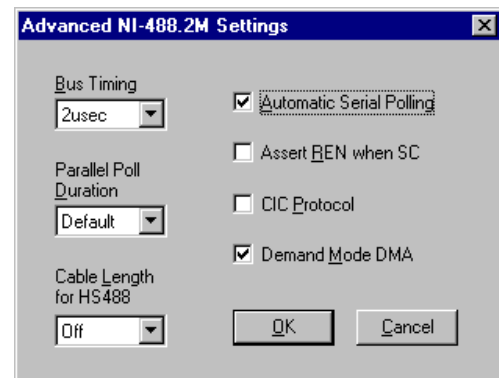 Advanced NI-488.2M Settings
Bus Timing
2usec
Parallel Poll
Duration
Default
Cable Length
for HS488
Off
Automatic Serial Polling
Assert REN when SC
CIC Protocol
Demand Mode DMA
OK
Cancel